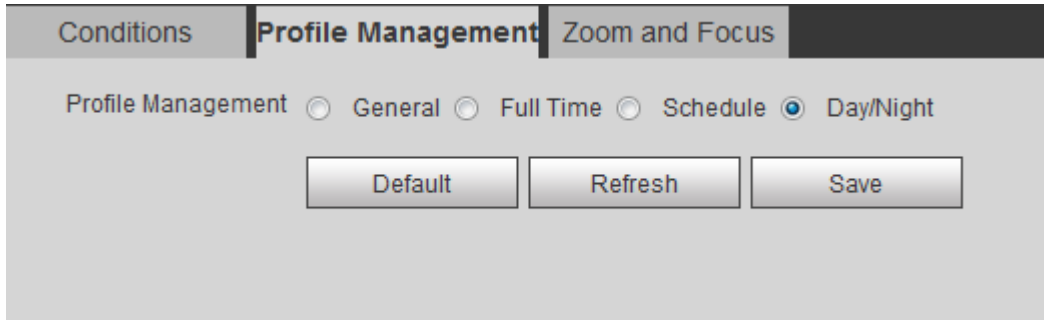 Conditions Profile Management Zoom and Focus
Profile Management General Full Time Schedule Day/Night
Default Refresh Save